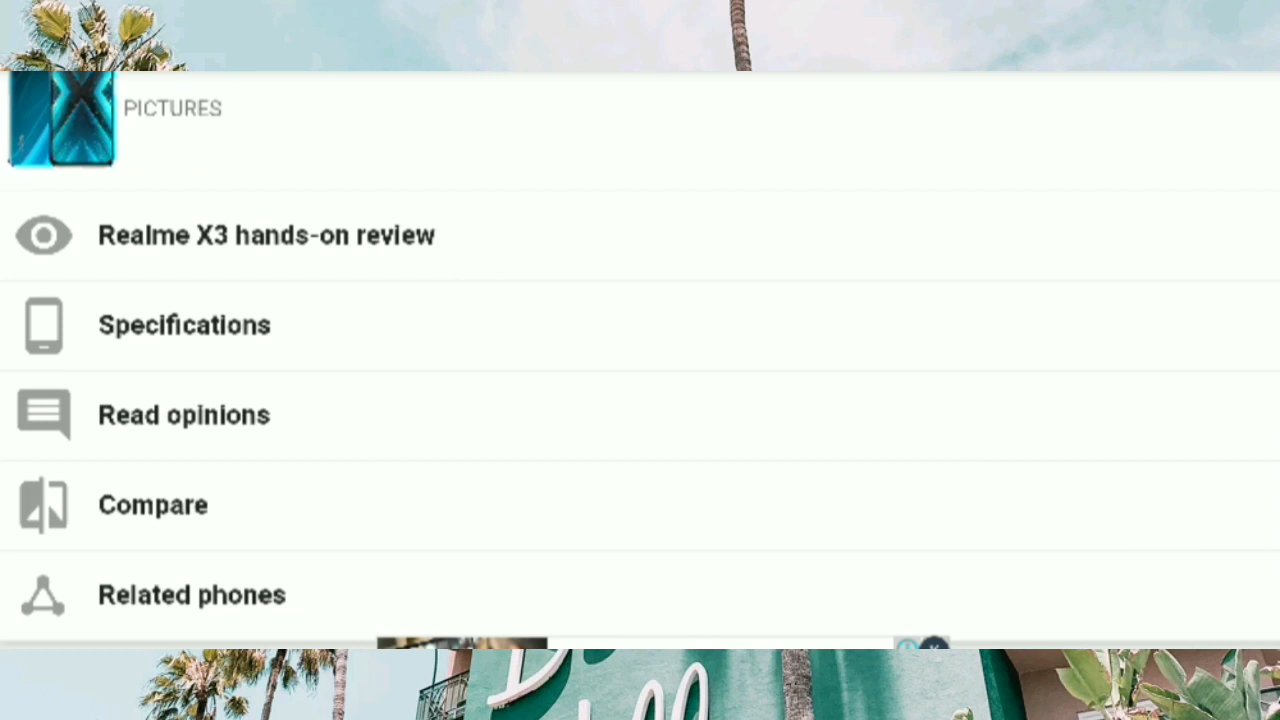 PICTURES
Realme X3 hands-on review
Specifications
Read opinions
Compare
Related phones